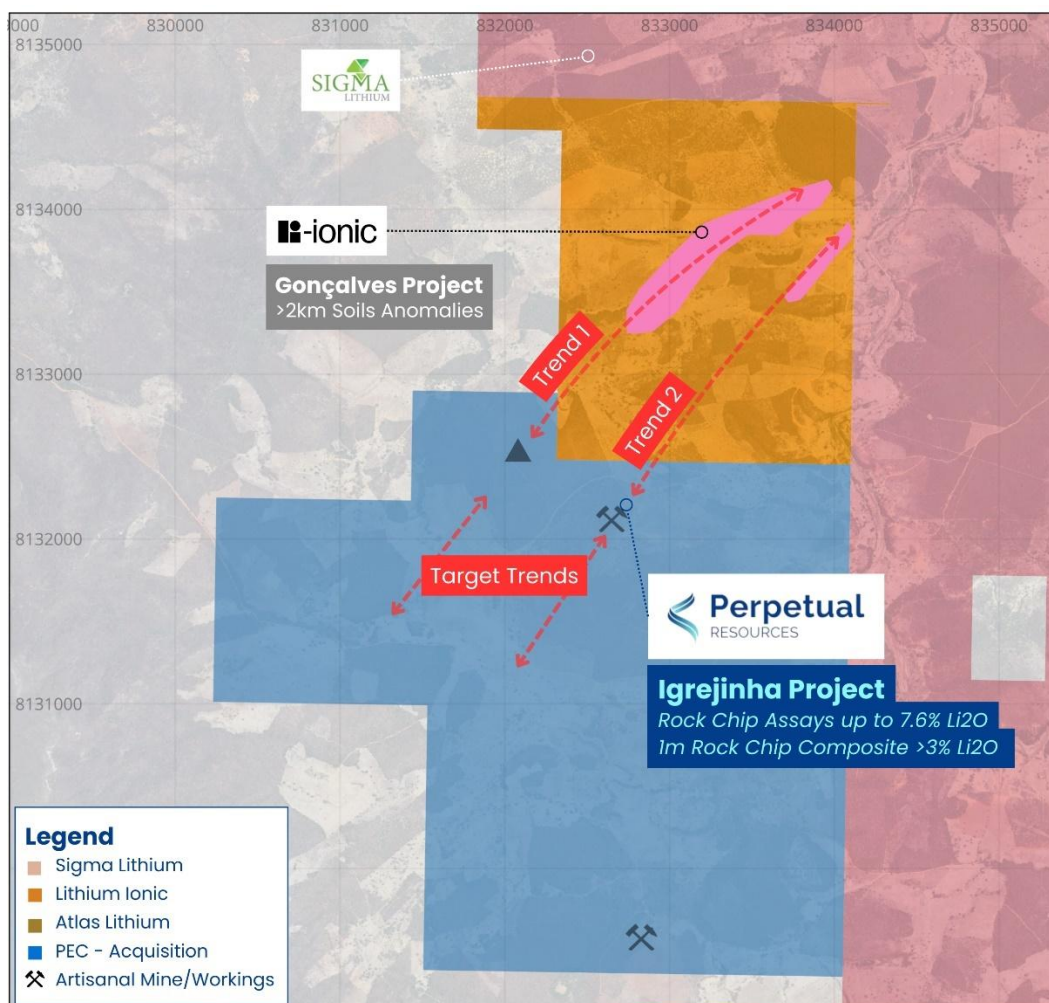 0000
830000
831000
832000
833000
834000
835000
8135000
SIGMA
LITHIUM
8134000
Li-ionic
Gonçalves Project
>2km Soils Anomalies
8133000
Trend 1
Trend 2
8132000
Target Trends
Perpetual
RESOURCES
8131000
Igrejinha Project
Rock Chip Assays up to 7.6% Li2O
1m Rock Chip Composite >3% Li2O
Legend
Sigma Lithium
Lithium Ionic
Atlas Lithium
PEC - Acquisition
Artisanal Mine/Workings